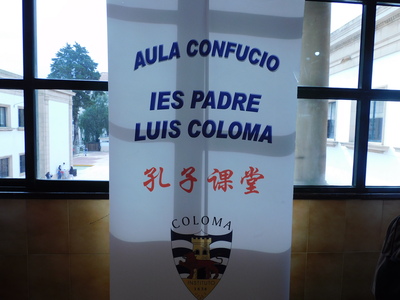 AULA CONFUCIO
IES PADRE
LUIS COLOMA
孔子课堂
COLOMA